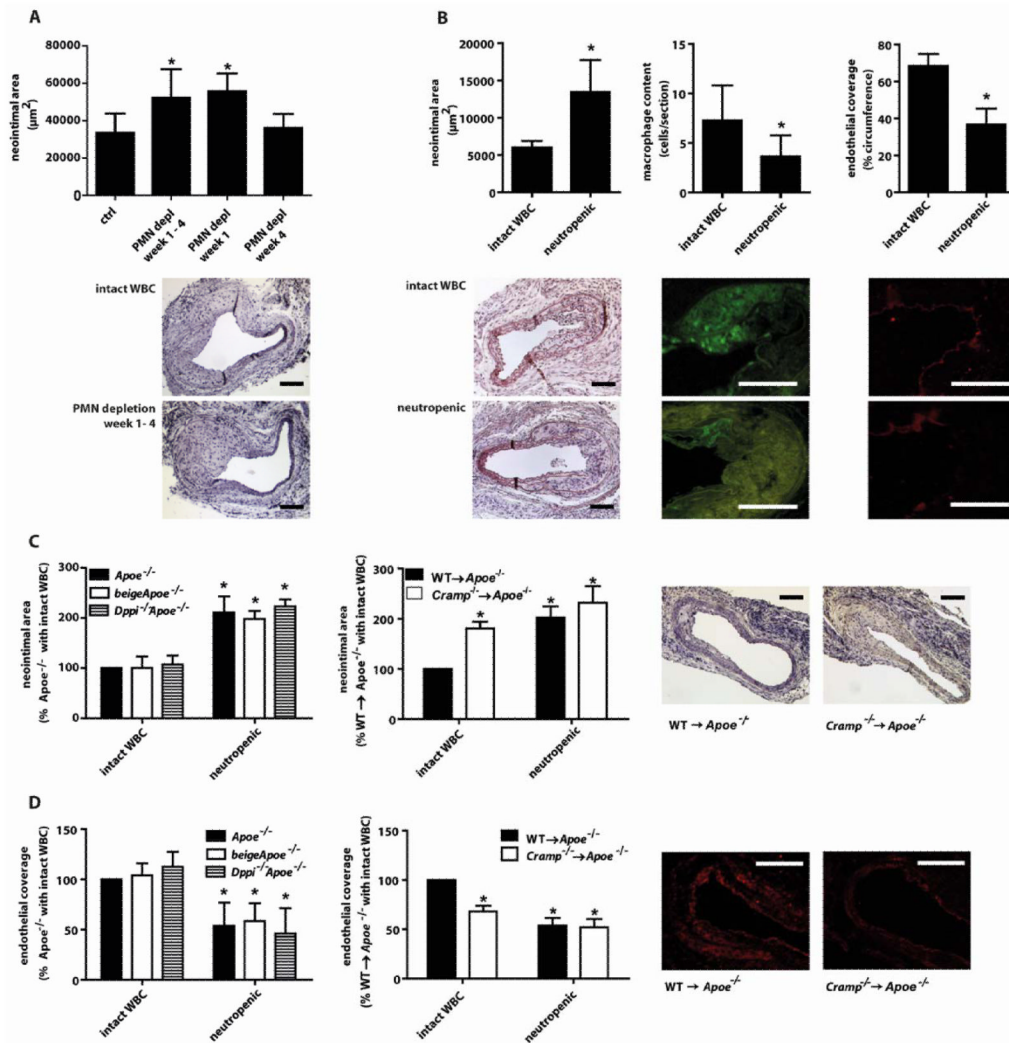 A
neointimal area
(µm²)
80000
60000
40000
20000
0
*
*
ctrl
PMN depl
week 1 - 4
PMN depl
week 1
PMN depl
week 4
intact WBC
PMN depletion
week 1- 4
B
neointimal area
(µm²)
20000
15000
10000
5000
0
*
intact WBC
neutropenic
macrophage content
(cells/section)
15
10
5
0
*
intact WBC
neutropenic
endothelial coverage
(% circumference)
80
60
40
20
0
*
intact WBC
neutropenic
intact WBC
neutropenic
C
neointimal area
(% Apoe-/- with intact WBC)
300
200
100
0
Apoe-/-
beigeApoe-/-
Dppi-/-Apoe-/-
*
*
*
intact WBC
neutropenic
neointimal area
(% WT → Apoe-/- with intact WBC)
300
200
100
0
WT→Apoe-/-
Cramp-/-→Apoe-/-
*
*
*
intact WBC
neutropenic
WT → Apoe-/-
Cramp-/-→ Apoe-/-
D
endothelial coverage
(% Apoe-/- with intact WBC)
150
100
50
0
Apoe-/-
beigeApoe-/-
Dppi-/-Apoe-/-
*
*
*
intact WBC
neutropenic
endothelial coverage
(% WT → Apoe-/- with intact WBC)
150
100
50
0
WT→Apoe-/-
Cramp-/-→Apoe-/-
*
*
*
intact WBC
neutropenic
WT → Apoe-/-
Cramp-/-→ Apoe-/-